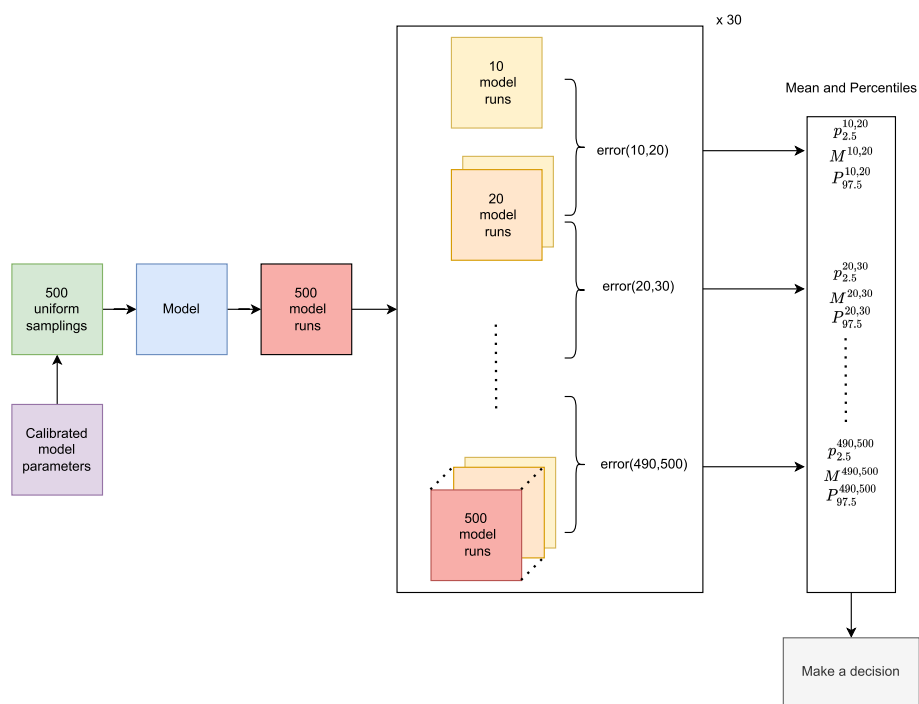 x 30
10
model
runs
error(10,20)
20
model
runs
error(20,30)
error(490,500)
500
model
runs
500
uniform
samplings
Model
500
model
runs
Calibrated
model
parameters
Mean and Percentiles
$p_{2.5}^{10,20}$
$M^{10,20}$
$P_{97.5}^{10,20}$
$p_{2.5}^{20,30}$
$M^{20,30}$
$P_{97.5}^{20,30}$
$p_{2.5}^{490,500}$
$M^{490,500}$
$P_{97.5}^{490,500}$
Make a decision